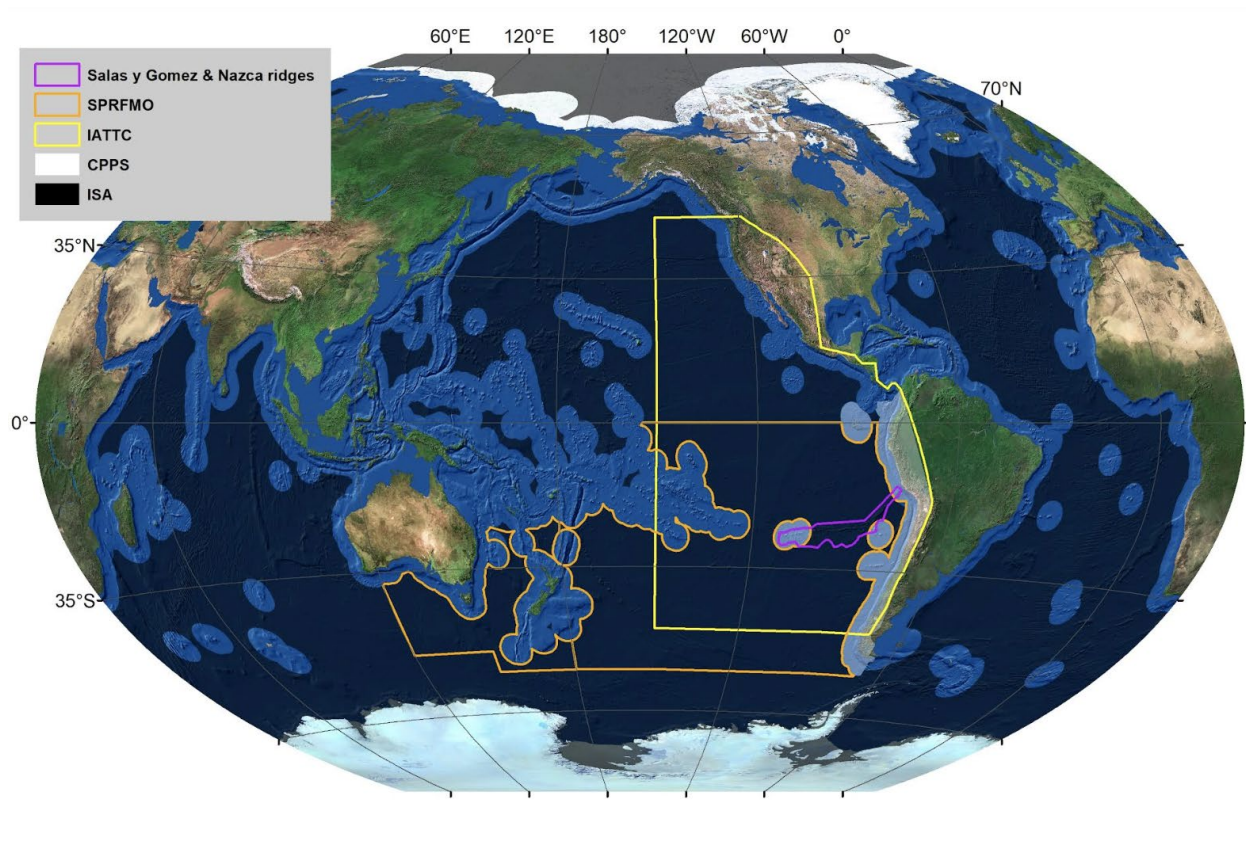 60°E 120°E 180° 120°W 60°W 0°
70°N
Salas y Gomez & Nazca ridges
SPRFMO
IATTC
CPPS
ISA
35°N
0°
35°S